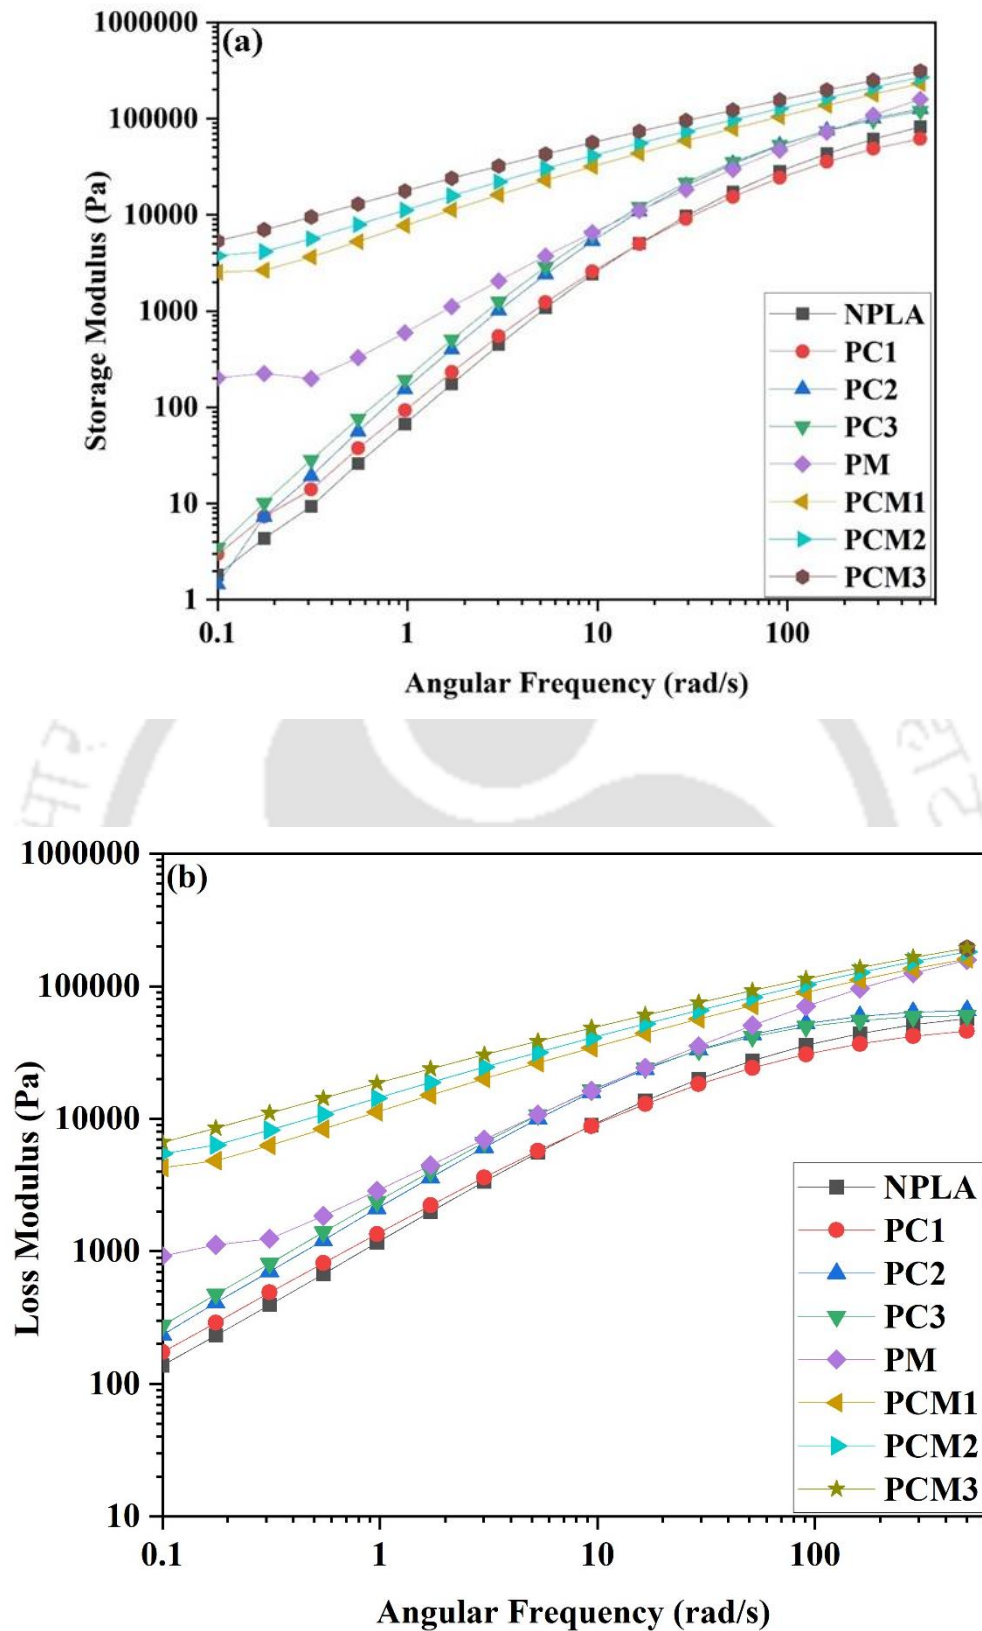 (a)
1000000
100000
10000
1000
100
10
1
Storage Modulus (Pa)
NPLA
PC1
PC2
PC3
PM
PCM1
PCM2
PCM3
0.1 1 10 100
Angular Frequency (rad/s)
(b)
1000000
100000
10000
1000
100
10
Loss Modulus (Pa)
NPLA
PC1
PC2
PC3
PM
PCM1
PCM2
PCM3
0.1 1 10 100
Angular Frequency (rad/s)